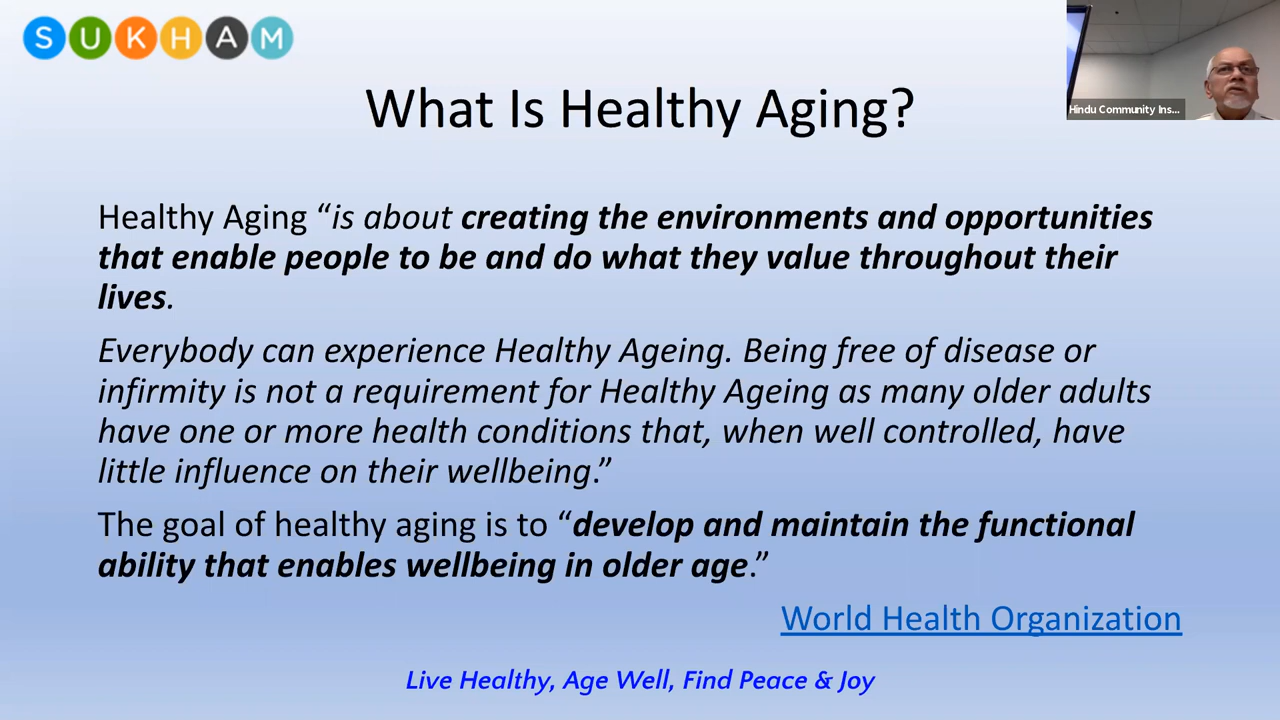 SUKHAM
What Is Healthy Aging?
Hindu Community Ins...
Healthy Aging “is about creating the environments and opportunities
that enable people to be and do what they value throughout their
lives.
Everybody can experience Healthy Ageing. Being free of disease or
infirmity is not a requirement for Healthy Ageing as many older adults
have one or more health conditions that, when well controlled, have
little influence on their wellbeing.”
The goal of healthy aging is to “develop and maintain the functional
ability that enables wellbeing in older age.”
World Health Organization
Live Healthy, Age Well, Find Peace & Joy